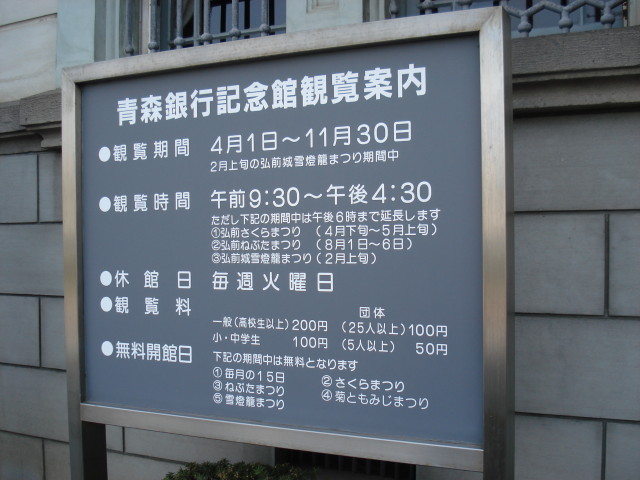 青森銀行記念館観覧案内
●観覧期間 4月1日〜11月30日
2月上旬の弘前城雪燈籠まつり期間中
●観覧時間 午前9:30〜午後4:30
ただし下記の期間中は午後6時まで延長します
①弘前さくらまつり (4月下旬〜5月上旬)
②弘前ねぷたまつり (8月1日〜6日)
③弘前城雪燈籠まつり(2月上旬)
●休館日 毎週火曜日
●観覧料 団体
一般(高校生以上)200円 (25人以上)100円
小・中学生 100円 (5人以上) 50円
●無料開館日 下記の期間中は無料となります
①毎月の15日 ②さくらまつり
③ねぷたまつり ④菊ともみじまつり
⑤雪燈籠まつり